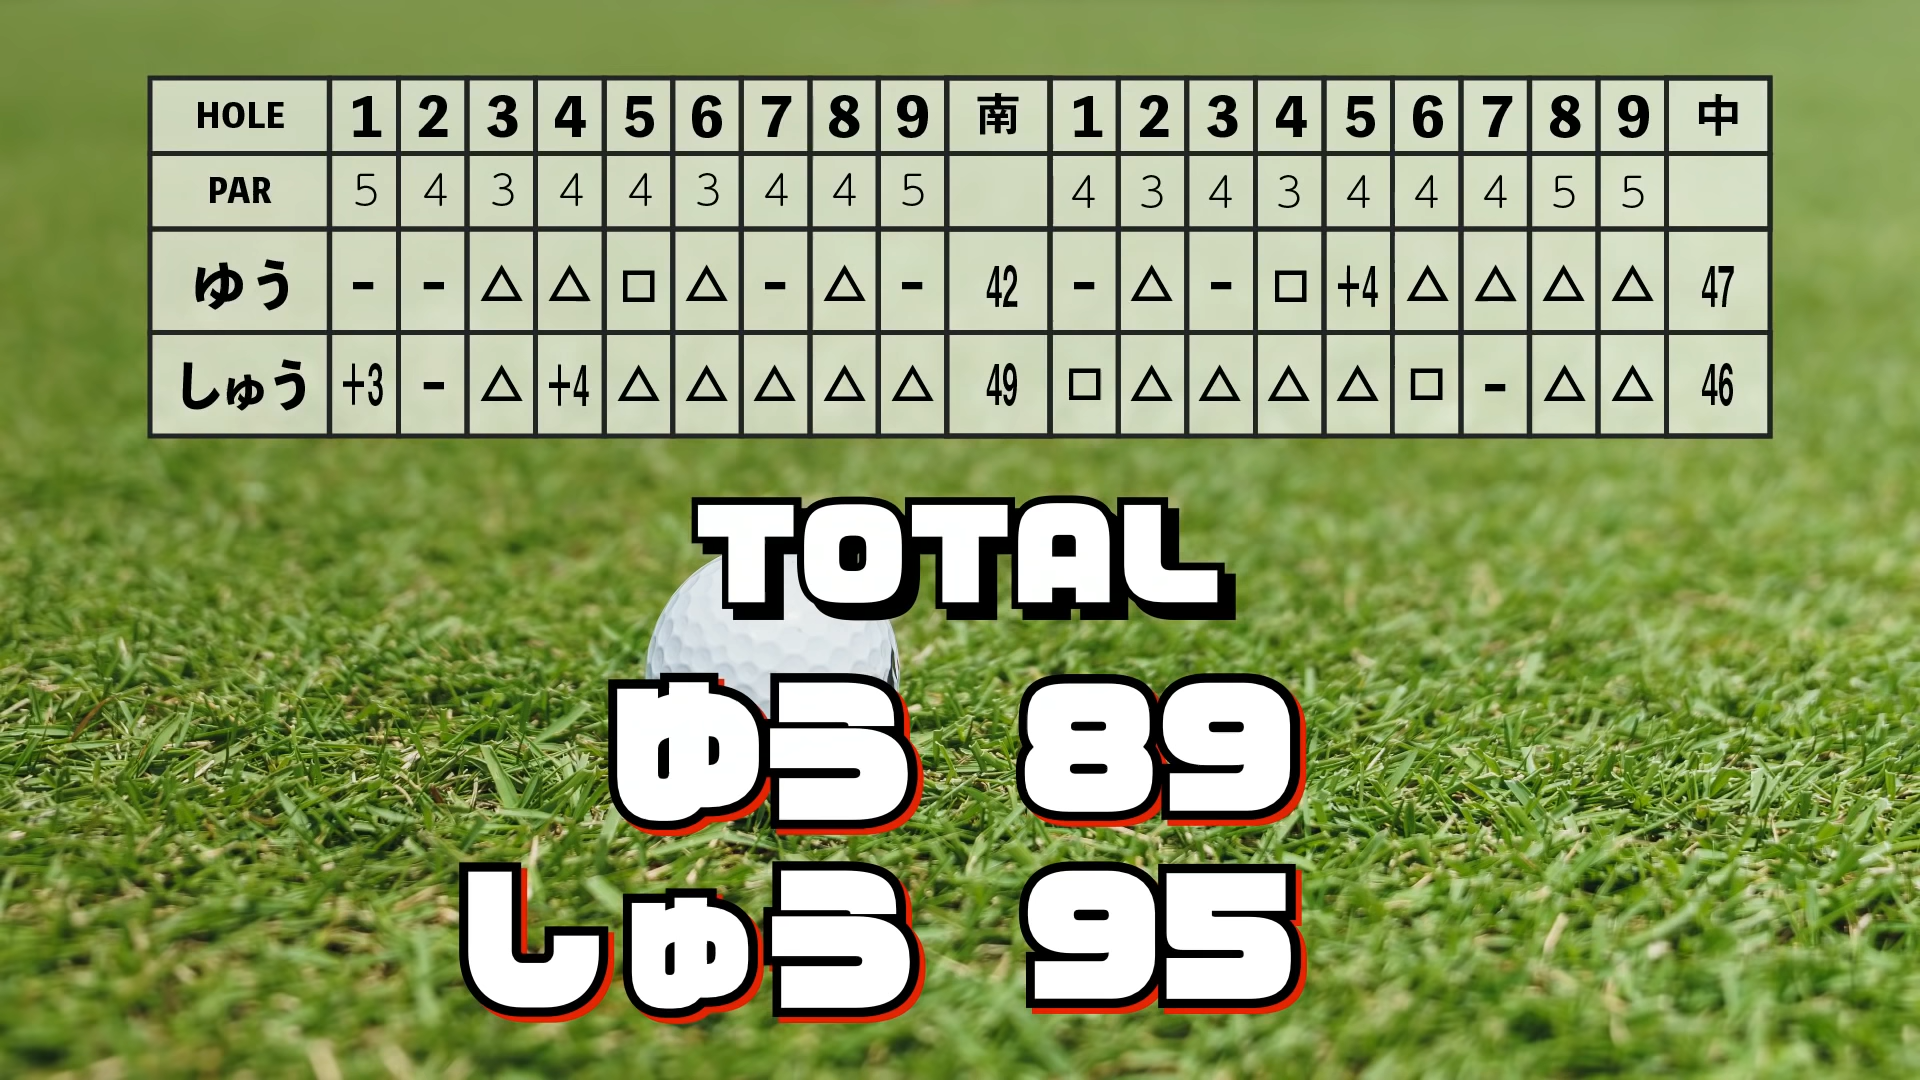 HOLE 1 2 3 4 5 6 7 8 9 南 1 2 3 4 5 6 7 8 9 中
PAR 5 4 3 4 4 3 4 4 5 4 3 4 3 4 4 4 5 5
ゆう - - △ △ □ △ - △ - 42 - △ - □ +4 △ △ △ △ 47
しゅう +3 - △ +4 △ △ △ △ △ 49 □ △ △ △ △ □ - △ △ 46
TOTAL
ゆう 89
しゅう 95